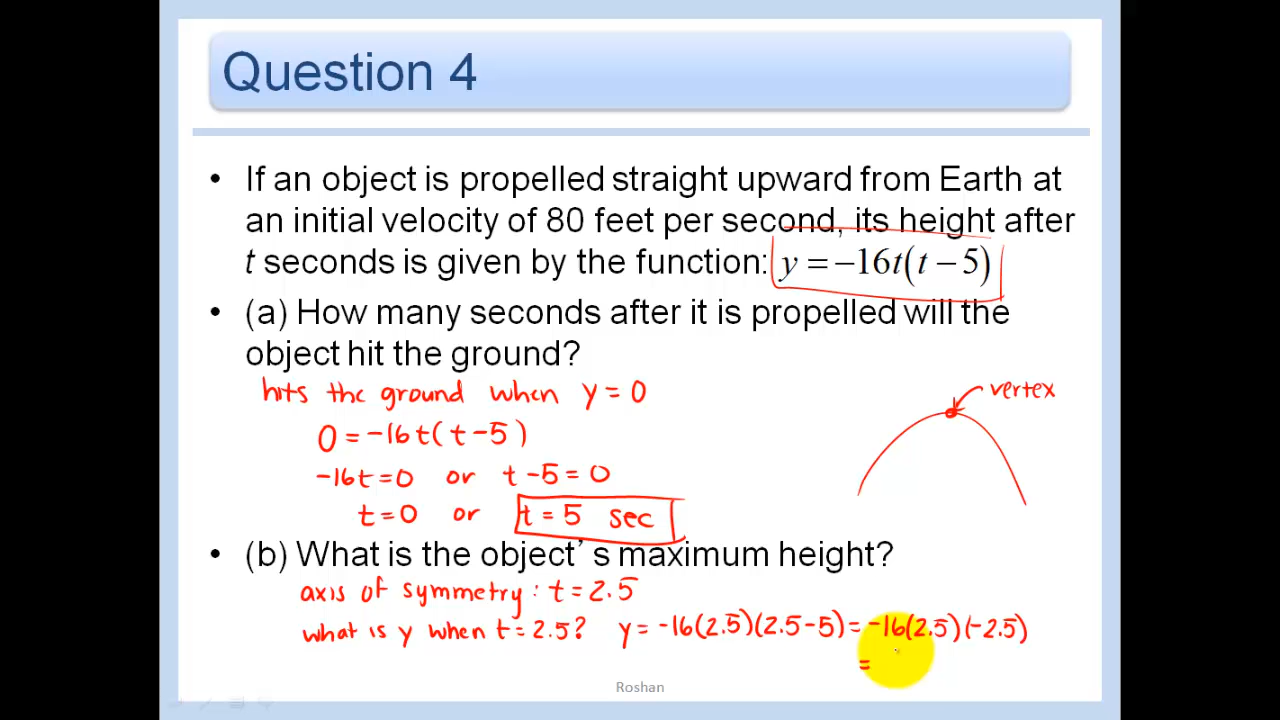 Question 4
• If an object is propelled straight upward from Earth at
an initial velocity of 80 feet per second, its height after
t seconds is given by the function: y = −16t(t − 5)
• (a) How many seconds after it is propelled will the
object hit the ground?
hits the ground when y = 0
vertex
0 = -16t(t-5)
-16t=0 or t-5=0
t=0 or t=5 sec
• (b) What is the object's maximum height?
axis of symmetry: t=2.5
what is y when t=2.5? y= -16(2.5)(2.5-5)= -16(2.5)(-2.5)
=
Roshan